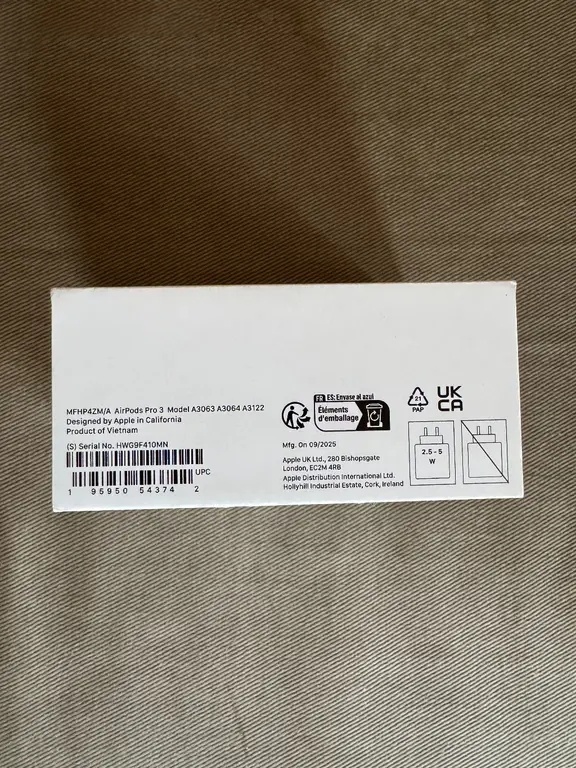 MFHP4ZM/A AirPods Pro 3 Model A3063 A3064 A3122
Designed by Apple in California
Product of Vietnam
(S) Serial No. HWG9F410MN
UPC
1 95950 54374 2
FR ES: Envase al azul
Éléments
d'emballage
Mfg. On 09/2025
Apple UK Ltd., 280 Bishopsgate
London, EC2M 4RB
Apple Distribution International Ltd.
Hollyhill Industrial Estate, Cork, Ireland
21
PAP
UK
CA
2.5 - 5
W